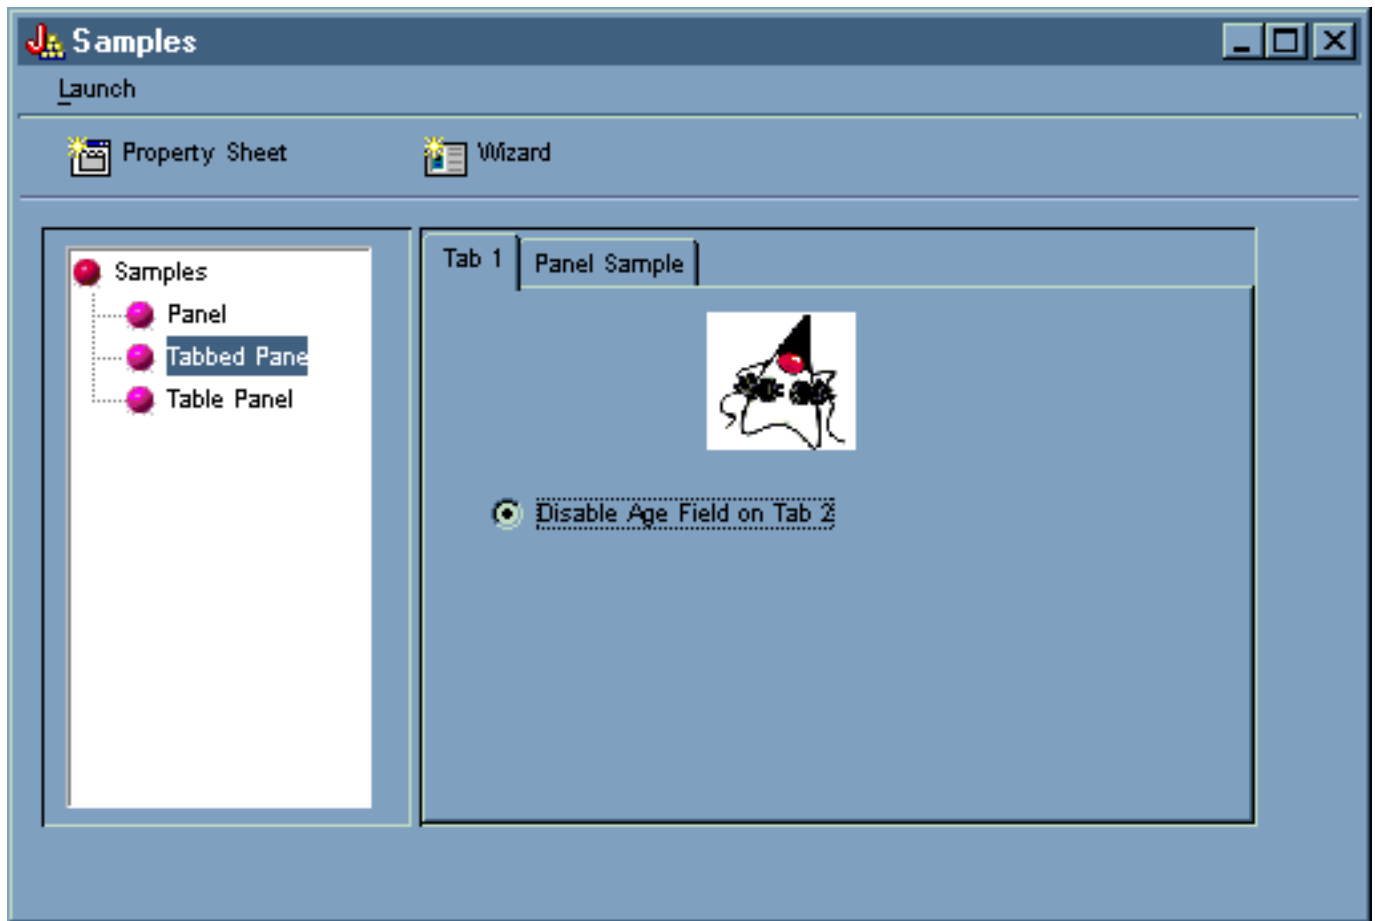 Samples
Launch
Property Sheet
Wizard
Samples
Panel
Tabbed Pane
Table Panel
Tab 1
Panel Sample
Disable Age Field on Tab 2